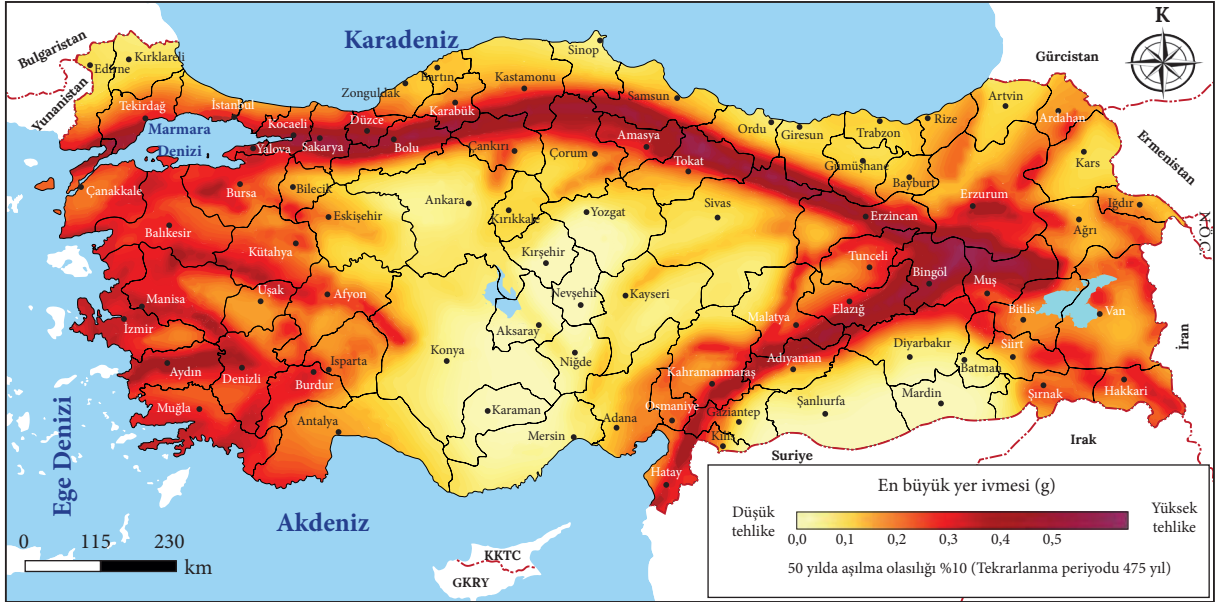 Karadeniz
K
Bulgaristan
Yunanistan
Gürcistan
Ermenistan
N.Ö.C.
İran
Irak
Suriye
Marmara
Denizi
Ege Denizi
Akdeniz
KKTC
GKRY
Edirne
Kırklareli
Tekirdağ
İstanbul
Kocaeli
Yalova
Sakarya
Düzce
Bolu
Zonguldak
Bartın
Karabük
Kastamonu
Sinop
Samsun
Ordu
Giresun
Trabzon
Rize
Artvin
Ardahan
Kars
Çanakkale
Bursa
Bilecik
Eskişehir
Ankara
Çankırı
Çorum
Amasya
Tokat
Gümüşhane
Bayburt
Erzurum
Iğdır
Ağrı
Balıkesir
Kütahya
Kırıkkale
Yozgat
Sivas
Erzincan
Tunceli
Bingöl
Muş
Manisa
İzmir
Uşak
Afyon
Kırşehir
Nevşehir
Kayseri
Malatya
Elazığ
Bitlis
Van
Aydın
Denizli
Burdur
Isparta
Konya
Aksaray
Niğde
Kahramanmaraş
Adıyaman
Diyarbakır
Batman
Siirt
Şırnak
Hakkari
Muğla
Antalya
Karaman
Mersin
Adana
Osmaniye
Gaziantep
Kilis
Şanlıurfa
Mardin
Hatay
0 115 230
km
En büyük yer ivmesi (g)
Düşük
tehlike
Yüksek
tehlike
0,0 0,1 0,2 0,3 0,4 0,5
50 yılda aşılma olasılığı %10 (Tekrarlanma periyodu 475 yıl)